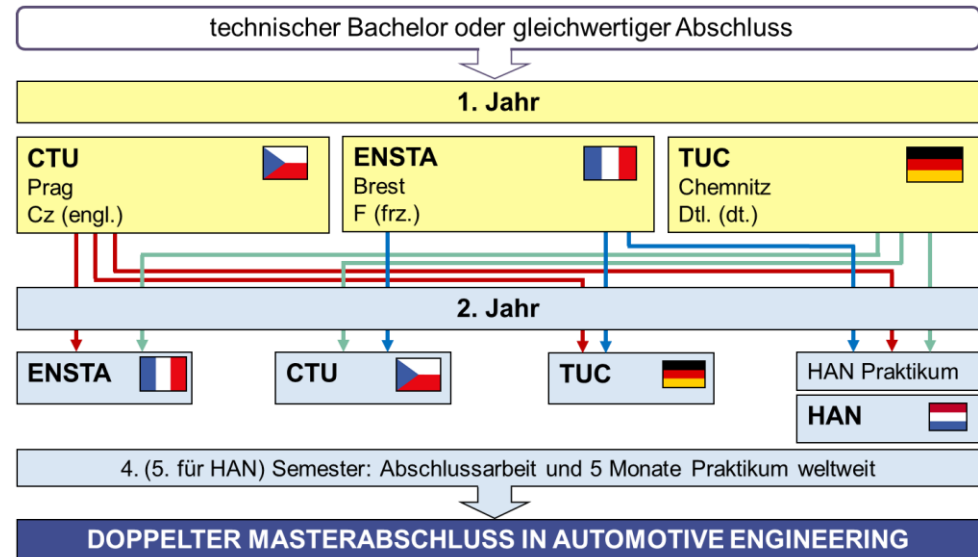 technischer Bachelor oder gleichwertiger Abschluss
1. Jahr
CTU
Prag
Cz (engl.)
ENSTA
Brest
F (frz.)
TUC
Chemnitz
Dtl. (dt.)
2. Jahr
ENSTA
CTU
TUC
HAN Praktikum
HAN
4. (5. für HAN) Semester: Abschlussarbeit und 5 Monate Praktikum weltweit
DOPPELTER MASTERABSCHLUSS IN AUTOMOTIVE ENGINEERING